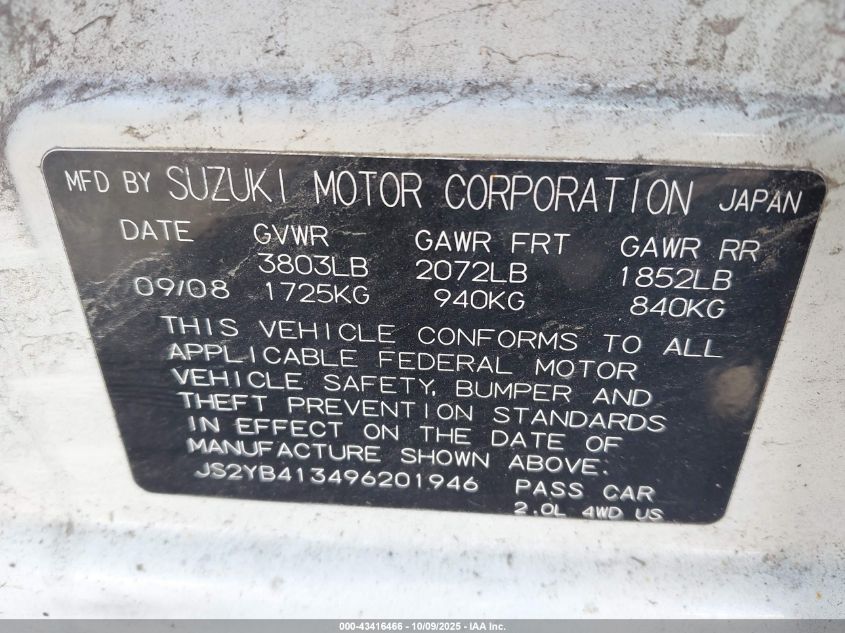 MFD BY SUZUKI MOTOR CORPORATION JAPAN
DATE GVWR GAWR FRT GAWR RR
3803LB 2072LB 1852LB
09/08 1725KG 940KG 840KG
THIS VEHICLE CONFORMS TO ALL
APPLICABLE FEDERAL MOTOR
VEHICLE SAFETY, BUMPER AND
THEFT PREVENTION STANDARDS
IN EFFECT ON THE DATE OF
MANUFACTURE SHOWN ABOVE.
JS2YB413496201946 PASS CAR
2.0L 4WD US
000-43416466 - 10/09/2025 - IAA Inc.